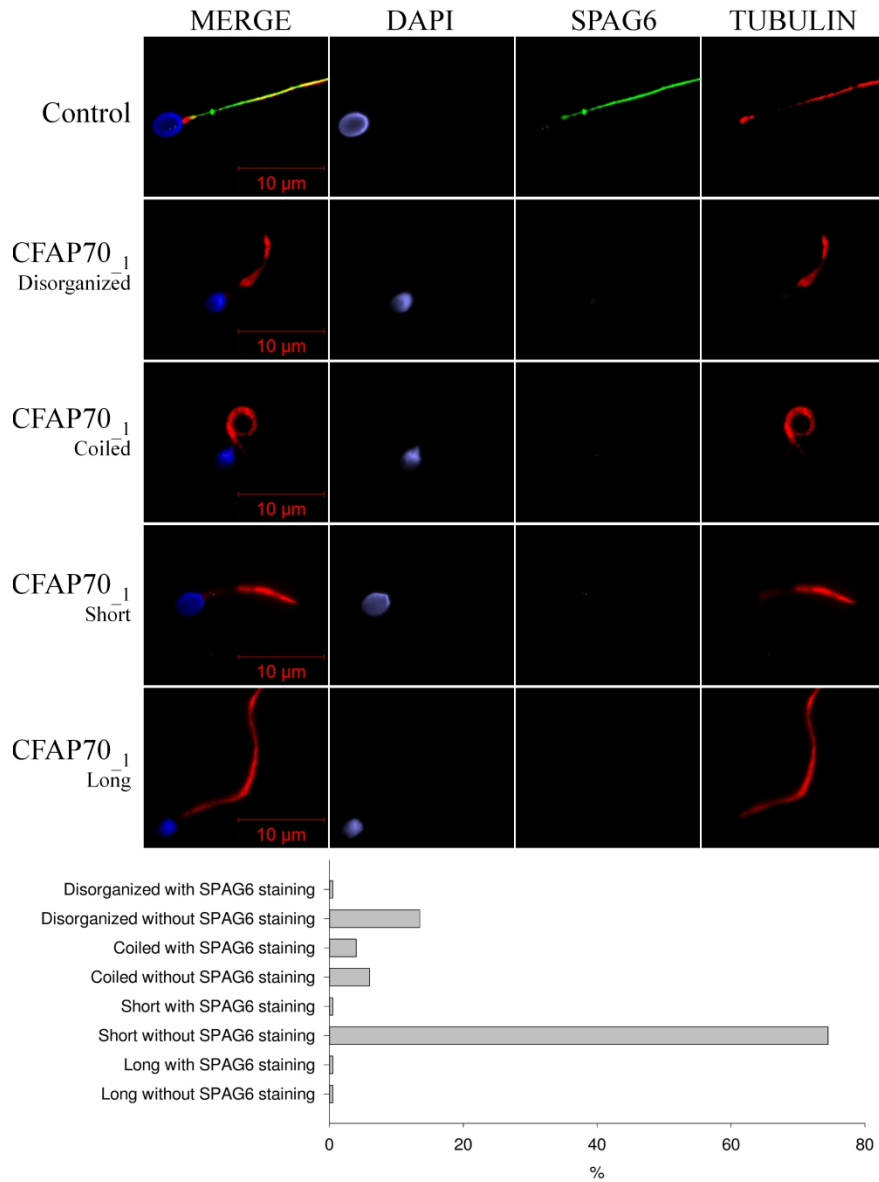 MERGE DAPI SPAG6 TUBULIN
Control
10 µm
CFAP70_1
Disorganized
10 µm
CFAP70_1
Coiled
10 µm
CFAP70_1
Short
10 µm
CFAP70_1
Long
10 µm
Disorganized with SPAG6 staining
Disorganized without SPAG6 staining
Coiled with SPAG6 staining
Coiled without SPAG6 staining
Short with SPAG6 staining
Short without SPAG6 staining
Long with SPAG6 staining
Long without SPAG6 staining
0 20 40 60 80
%